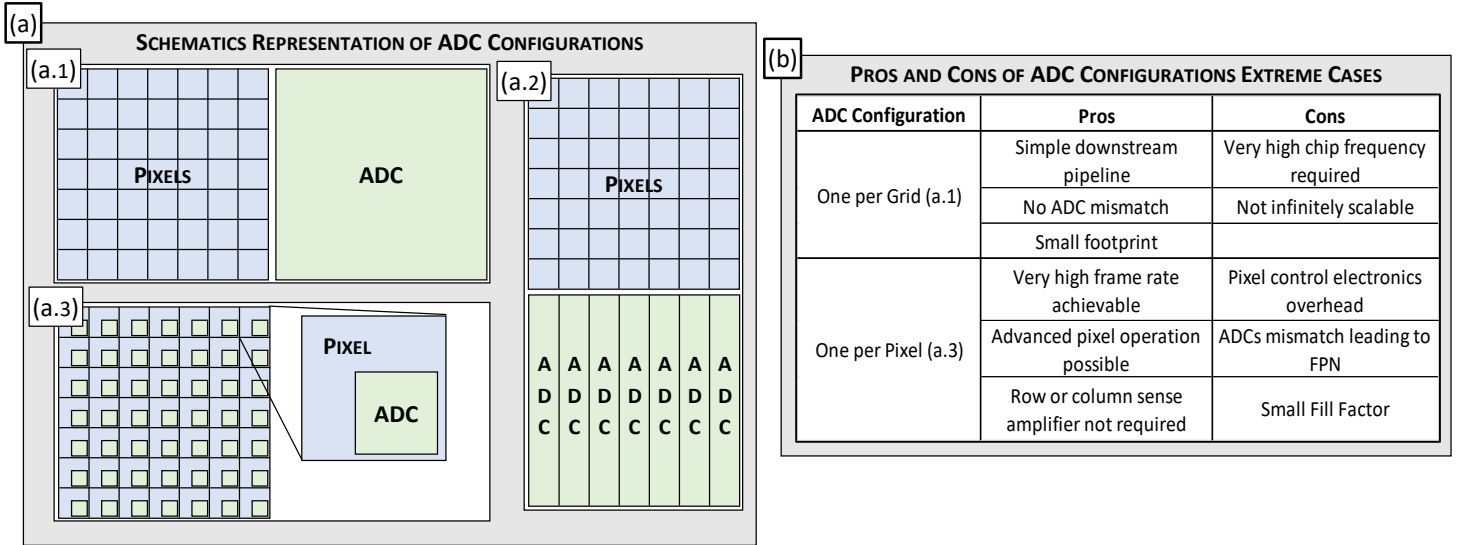 (a)
SCHEMATICS REPRESENTATION OF ADC CONFIGURATIONS
(a.1)
PIXELS
ADC
(a.2)
PIXELS
A A A A A A A
D D D D D D D
C C C C C C C
(a.3)
PIXEL
ADC
(b)
PROS AND CONS OF ADC CONFIGURATIONS EXTREME CASES
ADC Configuration Pros Cons
One per Grid (a.1)
Simple downstream
pipeline
Very high chip frequency
required
No ADC mismatch
Not infinitely scalable
Small footprint
One per Pixel (a.3)
Very high frame rate
achievable
Pixel control electronics
overhead
Advanced pixel operation
possible
ADCs mismatch leading to
FPN
Row or column sense
amplifier not required
Small Fill Factor